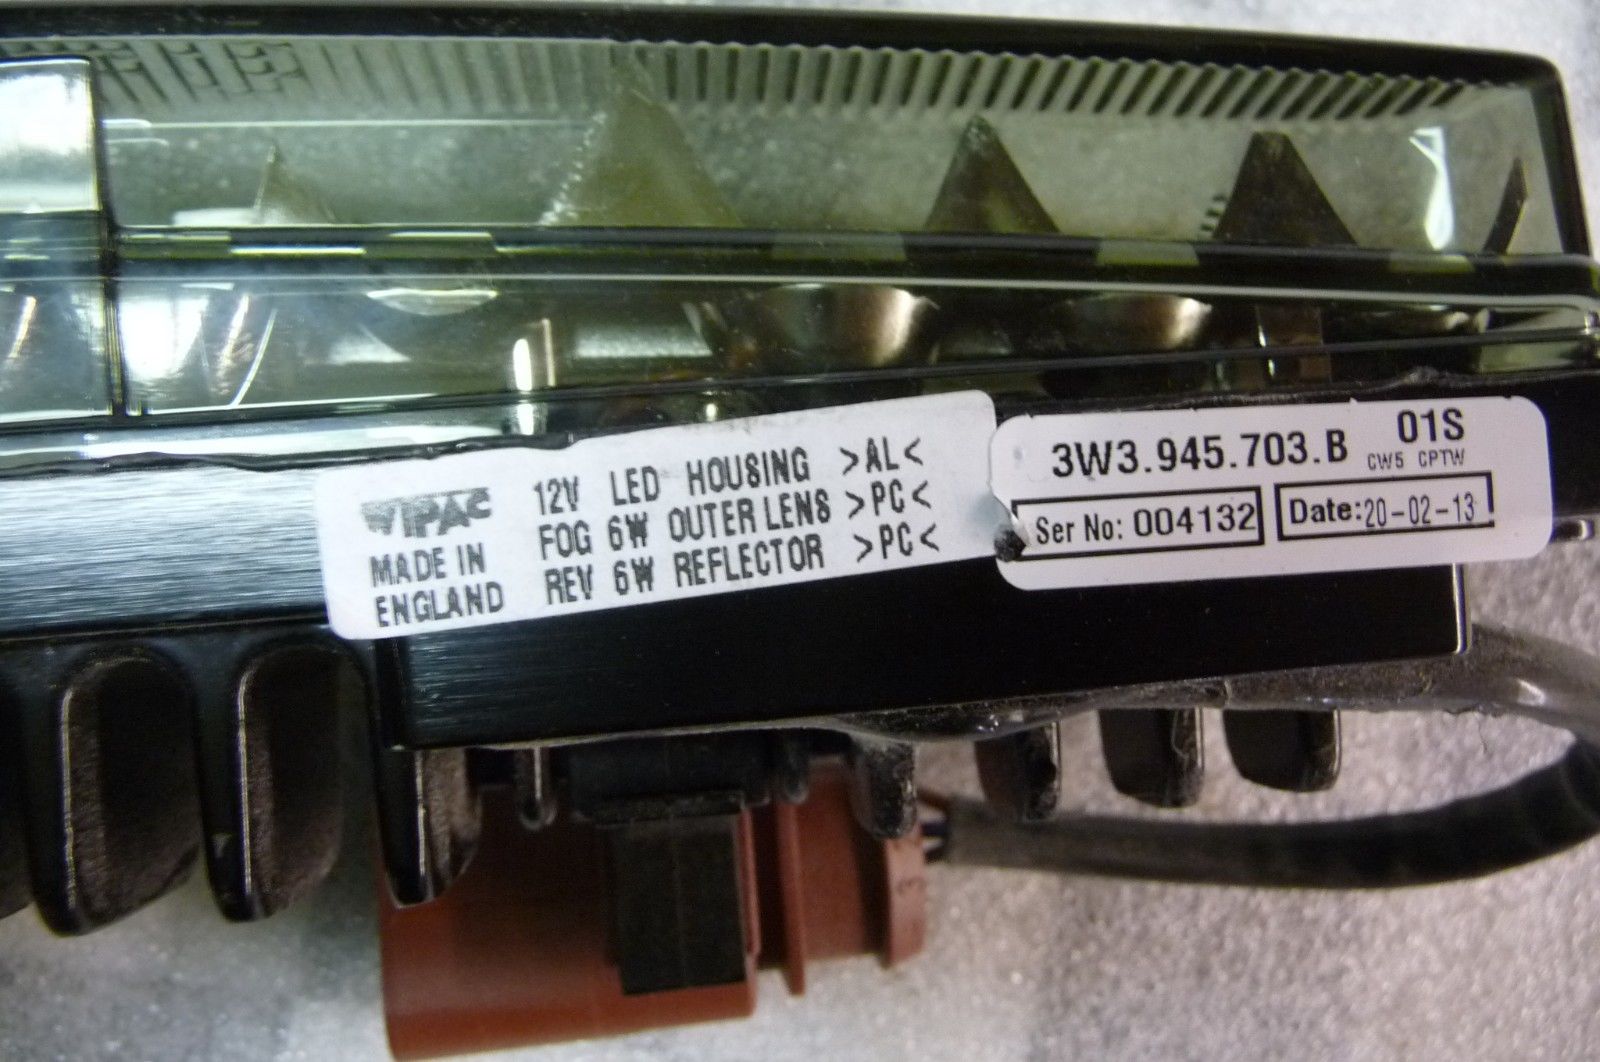 WIPAC
MADE IN
ENGLAND
12V LED HOUSING >AL<
FOG 6W OUTER LENS >PC<
REV 6W REFLECTOR >PC<
3W3.945.703.B 01S
CW5 CPTW
Ser No: 004132 Date:20-02-13
3